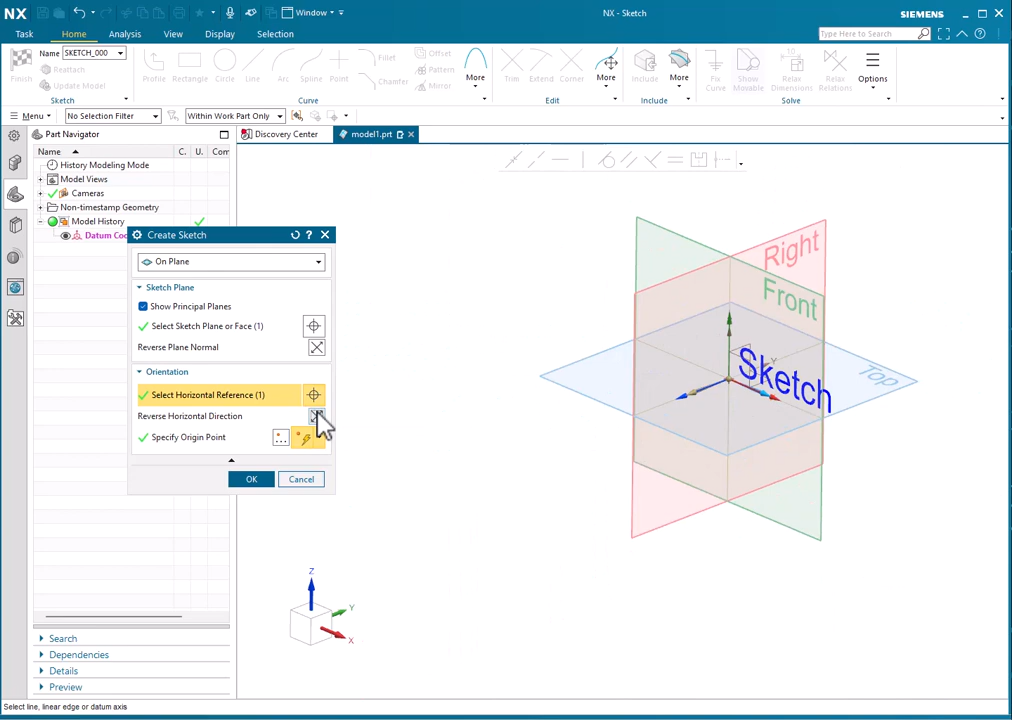 NX
Window
NX - Sketch
SIEMENS
Task
Home
Analysis
View
Display
Selection
Type Here to Search
Name
SKETCH_000
Finish
Reattach
Update Model
Sketch
Profile
Rectangle
Circle
Line
Arc
Spline
Point
Fillet
Chamfer
Offset
Pattern
Mirror
More
Curve
Trim
Extend
Corner
More
Edit
Include
More
Include
Fix
Curve
Show
Movable
Relax
Dimensions
Relax
Relations
Options
Solve
Menu
No Selection Filter
Within Work Part Only
Part Navigator
Discovery Center
model1.prt
Name
C.
U.
Com
History Modeling Mode
Model Views
Cameras
Non-timestamp Geometry
Model History
Datum Coo
Create Sketch
On Plane
Sketch Plane
Show Principal Planes
Select Sketch Plane or Face (1)
Reverse Plane Normal
Orientation
Select Horizontal Reference (1)
Reverse Horizontal Direction
Specify Origin Point
OK
Cancel
Right
Front
Top
Sketch
Y
Z
Y
X
Search
Dependencies
Details
Preview
Select line, linear edge or datum axis